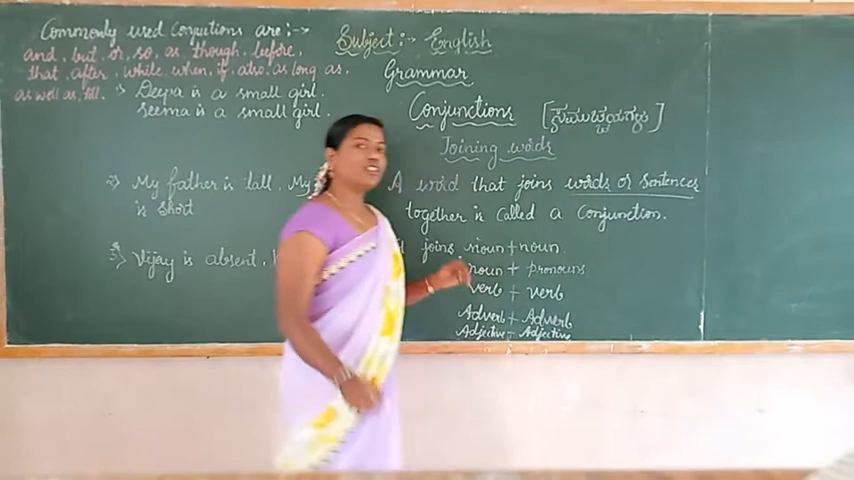 Commonly used Conjuctions are :-
and, but, or, so, as though, before,
that, after, while, when, if, also, as long as.
as well as, till.
Deepa is a small girl.
Seema is a small girl.
My father is tall. My
is short
Vijay is absent.
Subject :- English
Grammar
Conjunctions
Joining words
A word that joins words or Sentences
together is called a Conjunction.
joins noun + noun
noun + pronouns
verb + verb
Adverb + Adverb
Adjective + Adjective